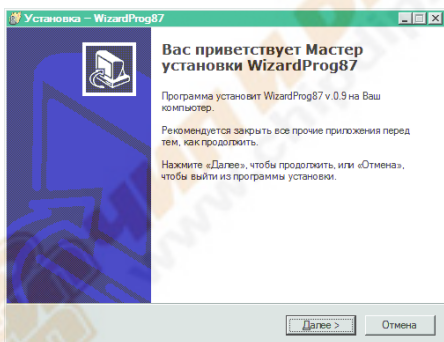 Установка – WizardProg87
Вас приветствует Мастер
установки WizardProg87
Программа установит WizardProg87 v.0.9 на Ваш
компьютер.
Рекомендуется закрыть все прочие приложения перед
тем, как продолжить.
Нажмите «Далее», чтобы продолжить, или «Отмена»,
чтобы выйти из программы установки.
Далее >
Отмена